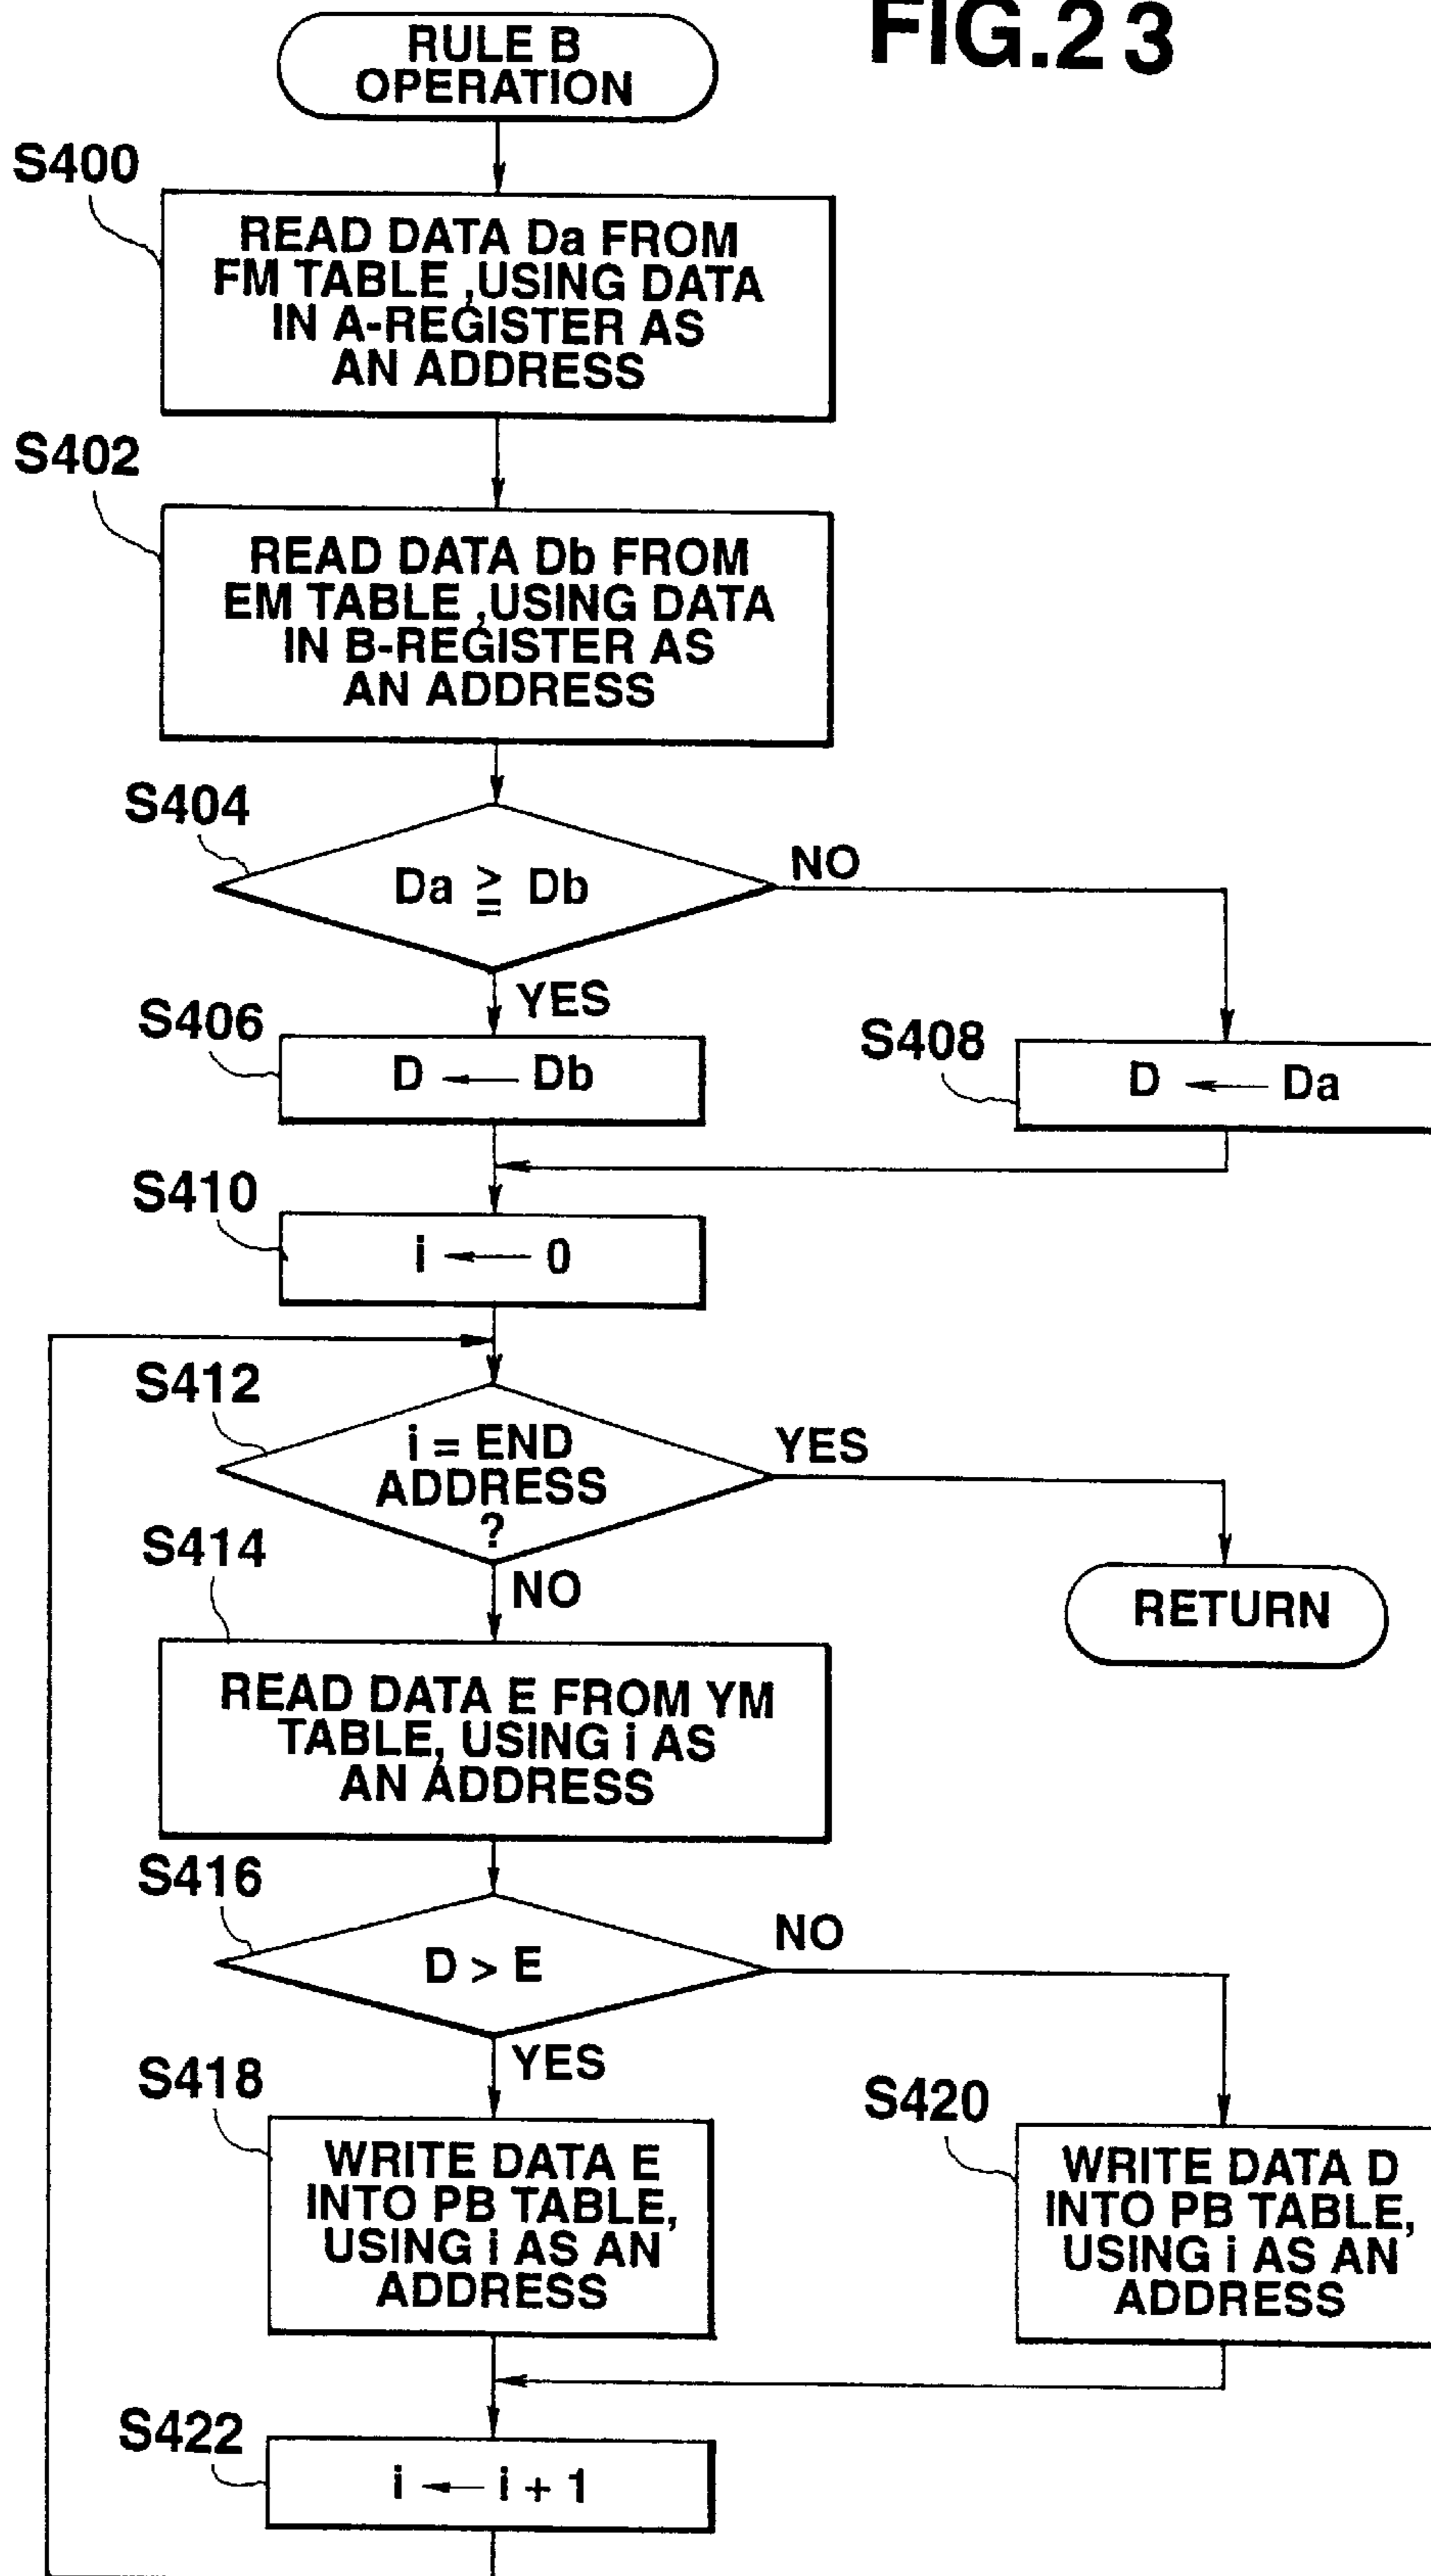 FIG.23
RULE B
OPERATION
S400
READ DATA Da FROM
FM TABLE ,USING DATA
IN A-REGISTER AS
AN ADDRESS
S402
READ DATA Db FROM
EM TABLE ,USING DATA
IN B-REGISTER AS
AN ADDRESS
S404
Da ≧ Db
NO
YES
S406
D ← Db
S408
D ← Da
S410
i ← 0
S412
i = END
ADDRESS
?
YES
NO
RETURN
S414
READ DATA E FROM YM
TABLE, USING i AS
AN ADDRESS
S416
D > E
NO
YES
S418
WRITE DATA E
INTO PB TABLE,
USING i AS AN
ADDRESS
S420
WRITE DATA D
INTO PB TABLE,
USING i AS AN
ADDRESS
S422
i ← i + 1